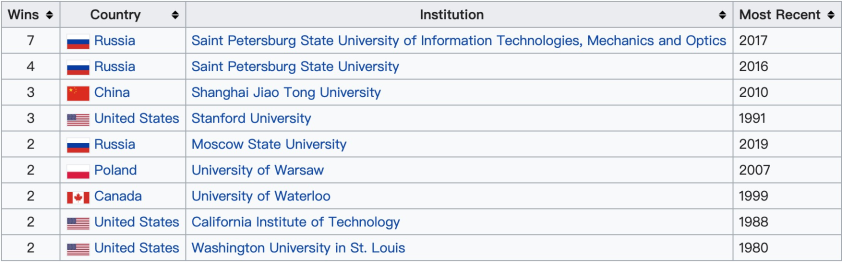 Wins Country Institution Most Recent
7 Russia Saint Petersburg State University of Information Technologies, Mechanics and Optics 2017
4 Russia Saint Petersburg State University 2016
3 China Shanghai Jiao Tong University 2010
3 United States Stanford University 1991
2 Russia Moscow State University 2019
2 Poland University of Warsaw 2007
2 Canada University of Waterloo 1999
2 United States California Institute of Technology 1988
2 United States Washington University in St. Louis 1980